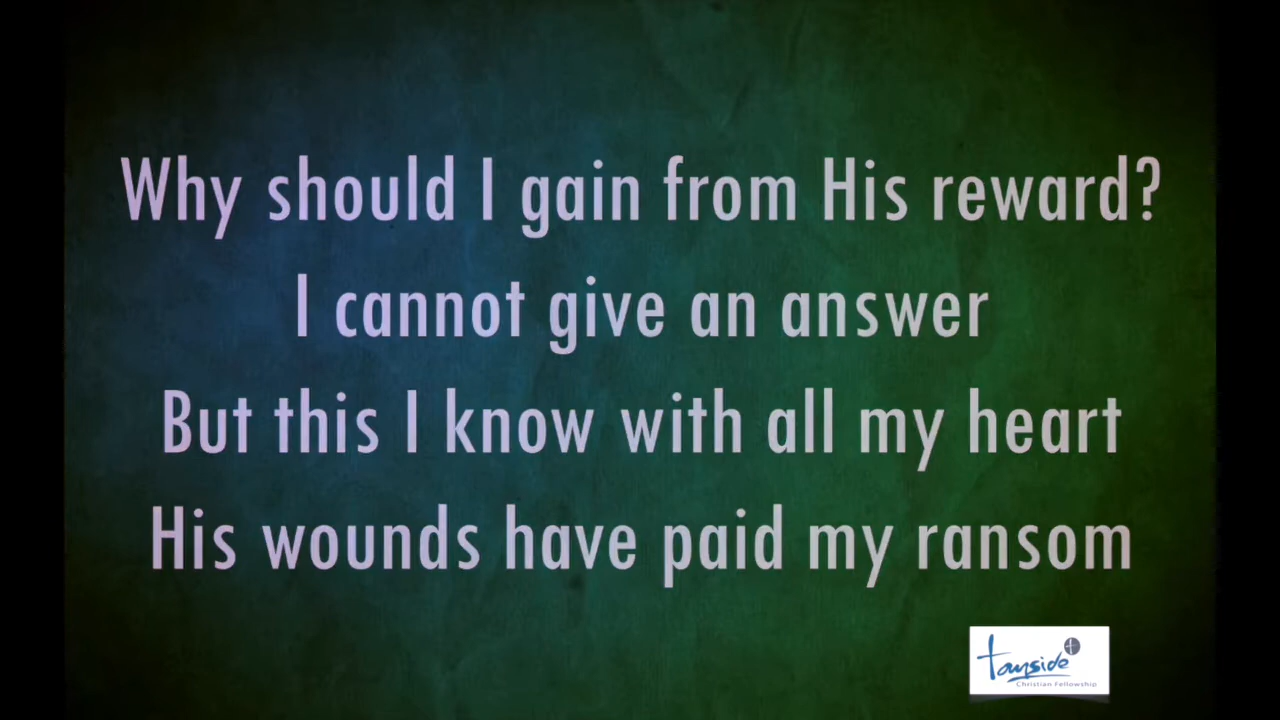 Why should I gain from His reward?
I cannot give an answer
But this I know with all my heart
His wounds have paid my ransom
tayside
Christian Fellowship